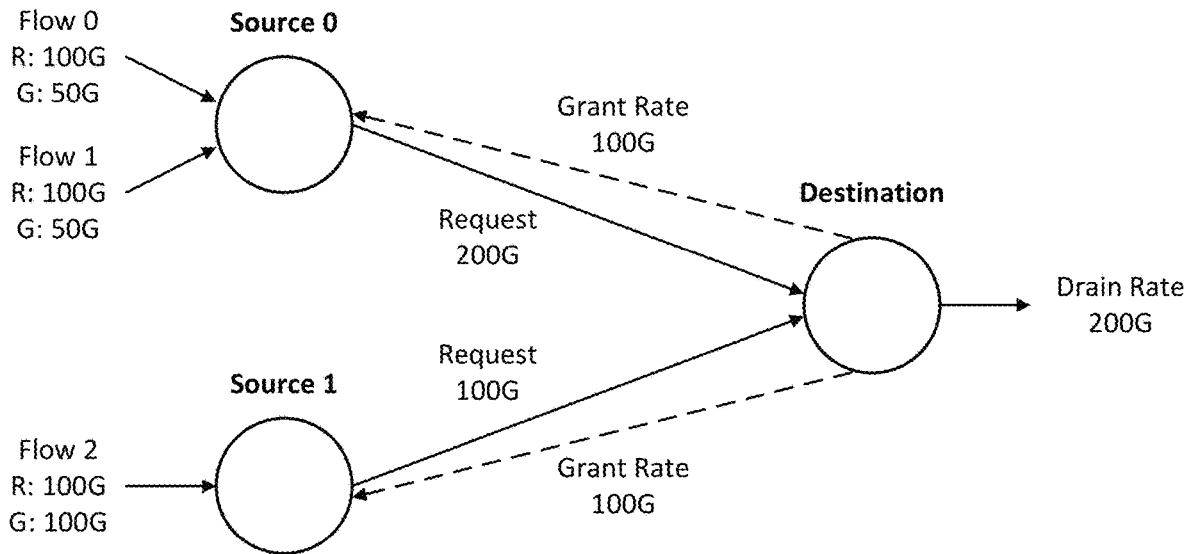 Flow 0
R: 100G
G: 50G
Source 0
Flow 1
R: 100G
G: 50G
Grant Rate
100G
Request
200G
Destination
Drain Rate
200G
Request
100G
Source 1
Flow 2
R: 100G
G: 100G
Grant Rate
100G